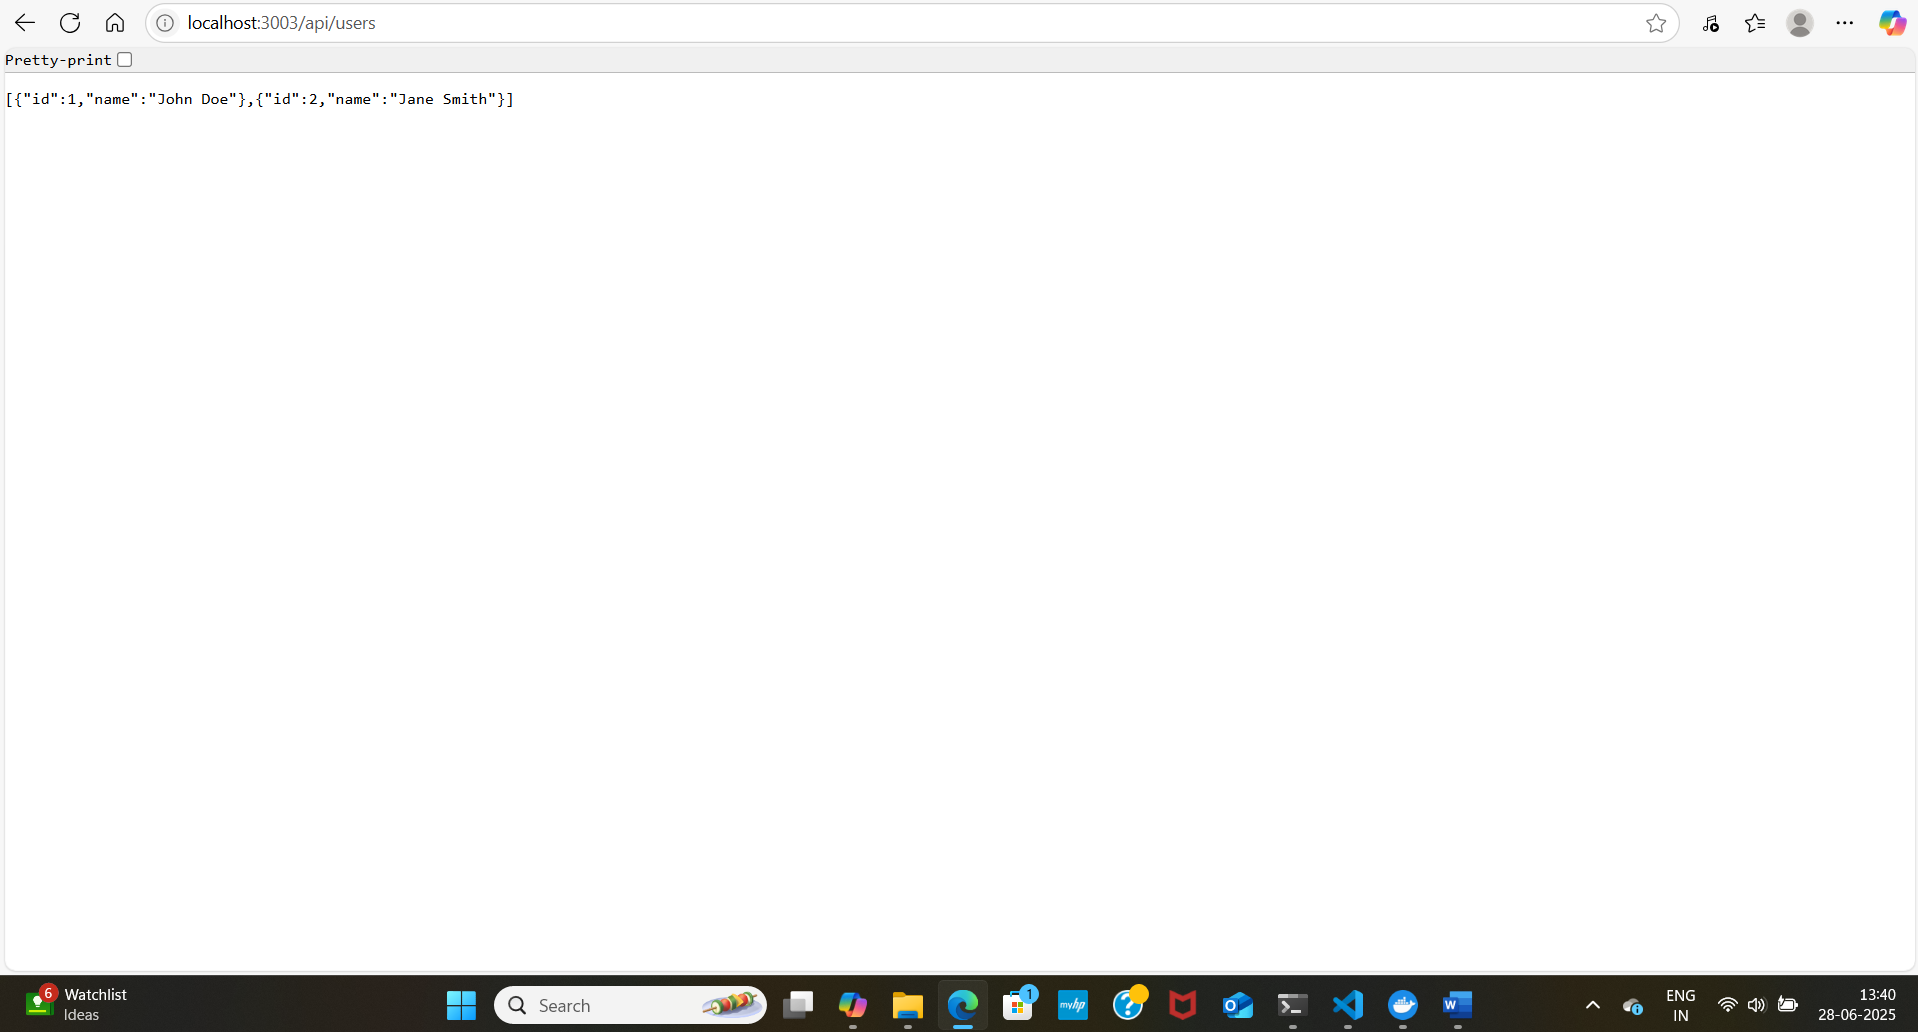 localhost:3003/api/users
Pretty-print
[{"id":1,"name":"John Doe"},{"id":2,"name":"Jane Smith"}]
6
Watchlist
Ideas
Search
1
myhp
ENG
IN
13:40
28-06-2025